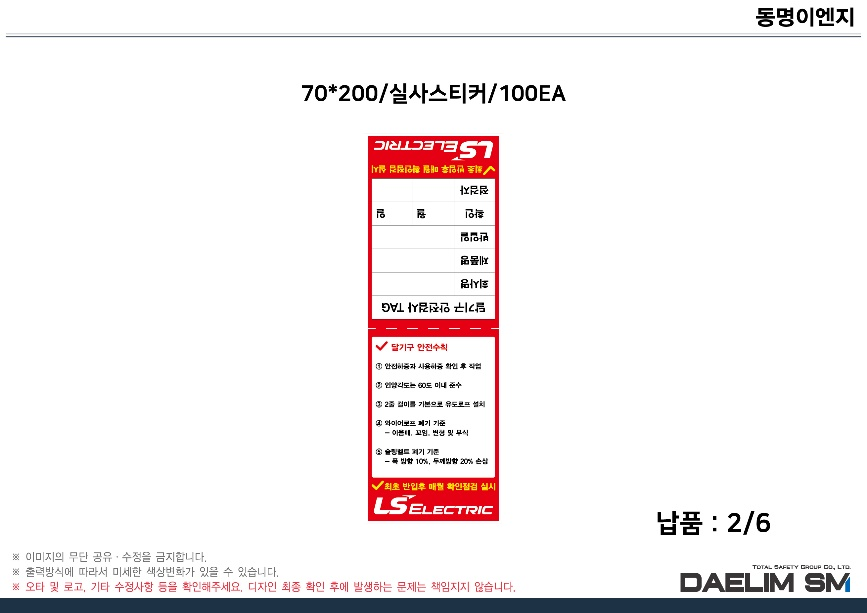 동명이엔지
70*200/실사스티커/100EA
LS ELECTRIC
최초 반입후 매월 확인점검 실시
점검자
확인 월 일
반입일
제품명
회사명
달기구 안전검사 TAG
달기구 안전수칙
① 안전하중과 사용하중 확인 후 작업
② 인양각도는 60도 이내 준수
③ 2줄 걸이를 기본으로 유도로프 설치
④ 와이어로프 폐기 기준
- 이음매, 꼬임, 변형 및 부식
⑤ 슬링벨트 폐기 기준
- 폭 방향 10%, 두께방향 20% 손상
최초 반입후 매월 확인점검 실시
LS ELECTRIC
납품 : 2/6
※ 이미지의 무단 공유·수정을 금지합니다.
※ 출력방식에 따라서 미세한 색상변화가 있을 수 있습니다.
※ 오타 및 로고, 기타 수정사항 등을 확인해주세요. 디자인 최종 확인 후에 발생하는 문제는 책임지지 않습니다.
TOTAL SAFETY GROUP CO., LTD.
DAELIM SM